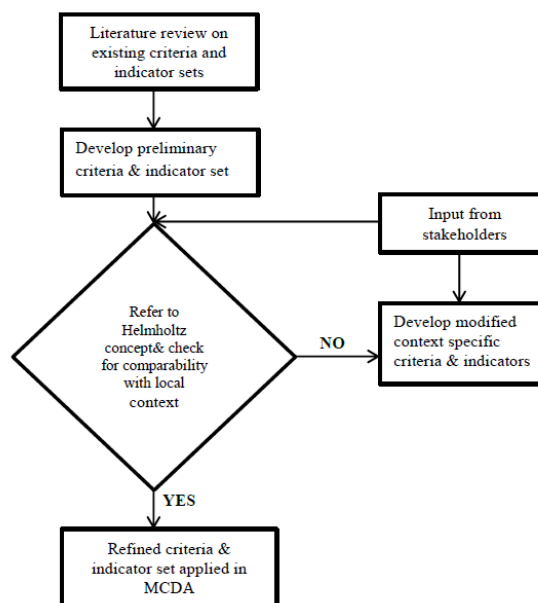 Literature review on
existing criteria and
indicator sets
Develop preliminary
criteria & indicator set
Input from
stakeholders
Refer to
Helmholtz
concept& check
for comparability
with local
context
NO
Develop modified
context specific
criteria & indicators
YES
Refined criteria &
indicator set applied in
MCDA